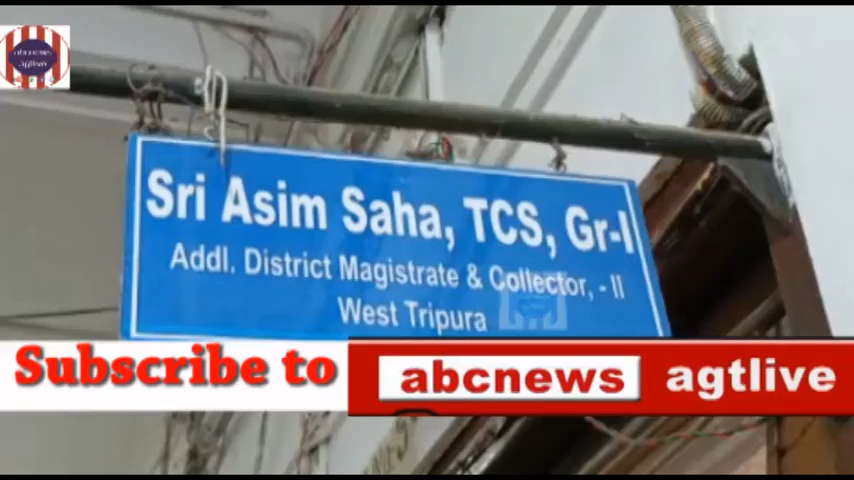 Sri Asim Saha, TCS, Gr-I
Addl. District Magistrate & Collector, - II
West Tripura
Subscribe to abcnews agtlive